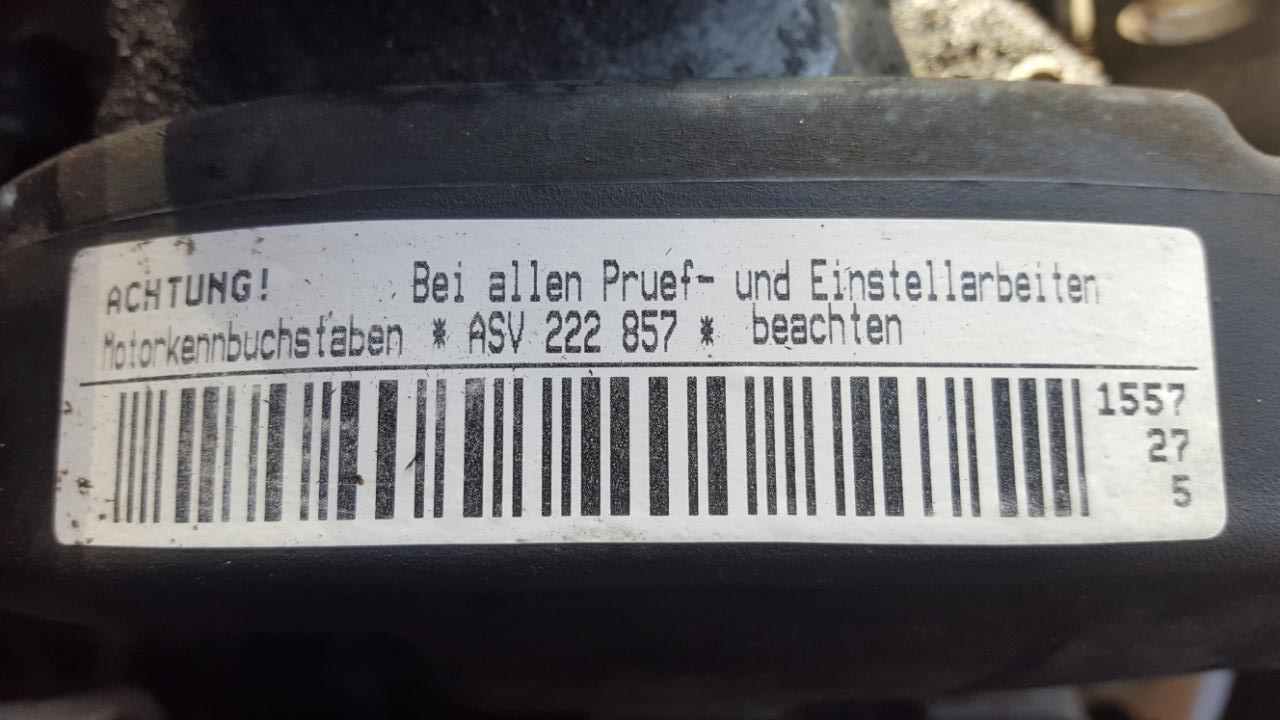 ACHTUNG! Bei allen Pruef- und Einstellarbeiten
Motorkennbuchstaben * ASV 222 857 * beachten
1557
27
5